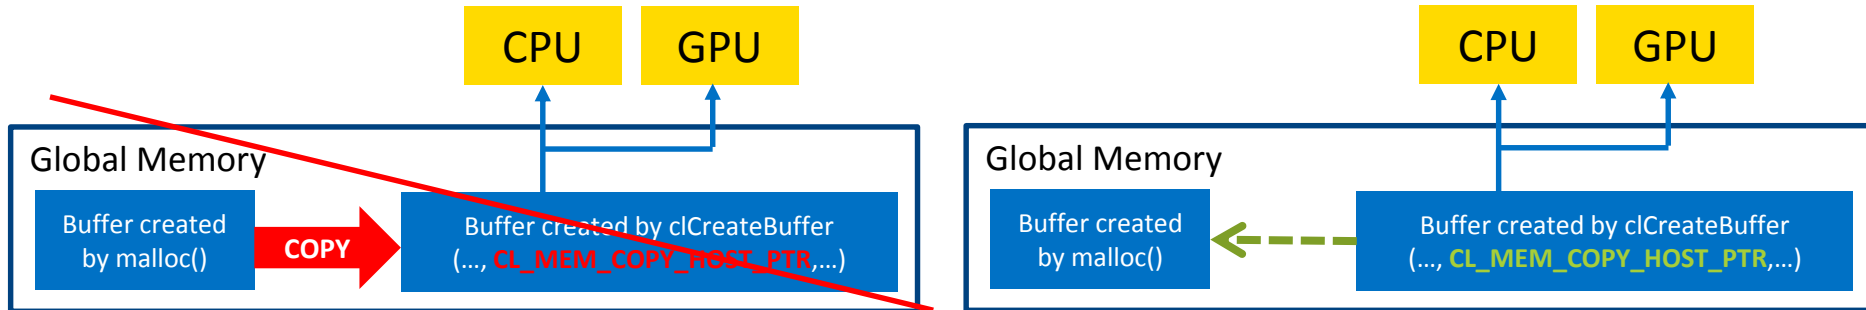 CPU
GPU
Global Memory
Buffer created
by malloc()
COPY
Buffer created by clCreateBuffer
(…, CL_MEM_COPY_HOST_PTR,…)
CPU
GPU
Global Memory
Buffer created
by malloc()
Buffer created by clCreateBuffer
(…, CL_MEM_COPY_HOST_PTR,…)